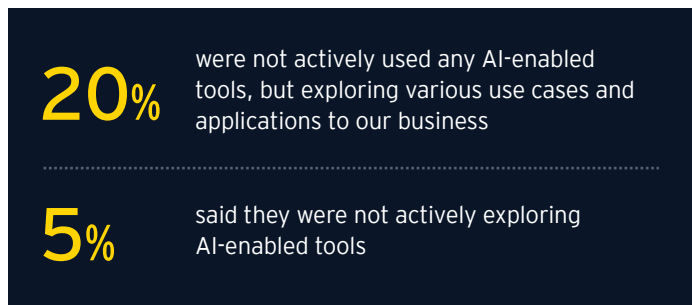 20%
were not actively used any AI-enabled
tools, but exploring various use cases and
applications to our business
5%
said they were not actively exploring
AI-enabled tools